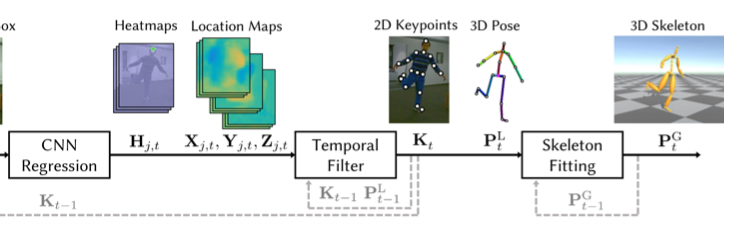 ox
Heatmaps Location Maps 2D Keypoints 3D Pose 3D Skeleton
CNN Regression
H_{j,t}
X_{j,t}, Y_{j,t}, Z_{j,t}
Temporal Filter
K_t
P_t^L
Skeleton Fitting
P_t^G
K_{t−1}
K_{t−1} P_{t−1}^L
P_{t−1}^G